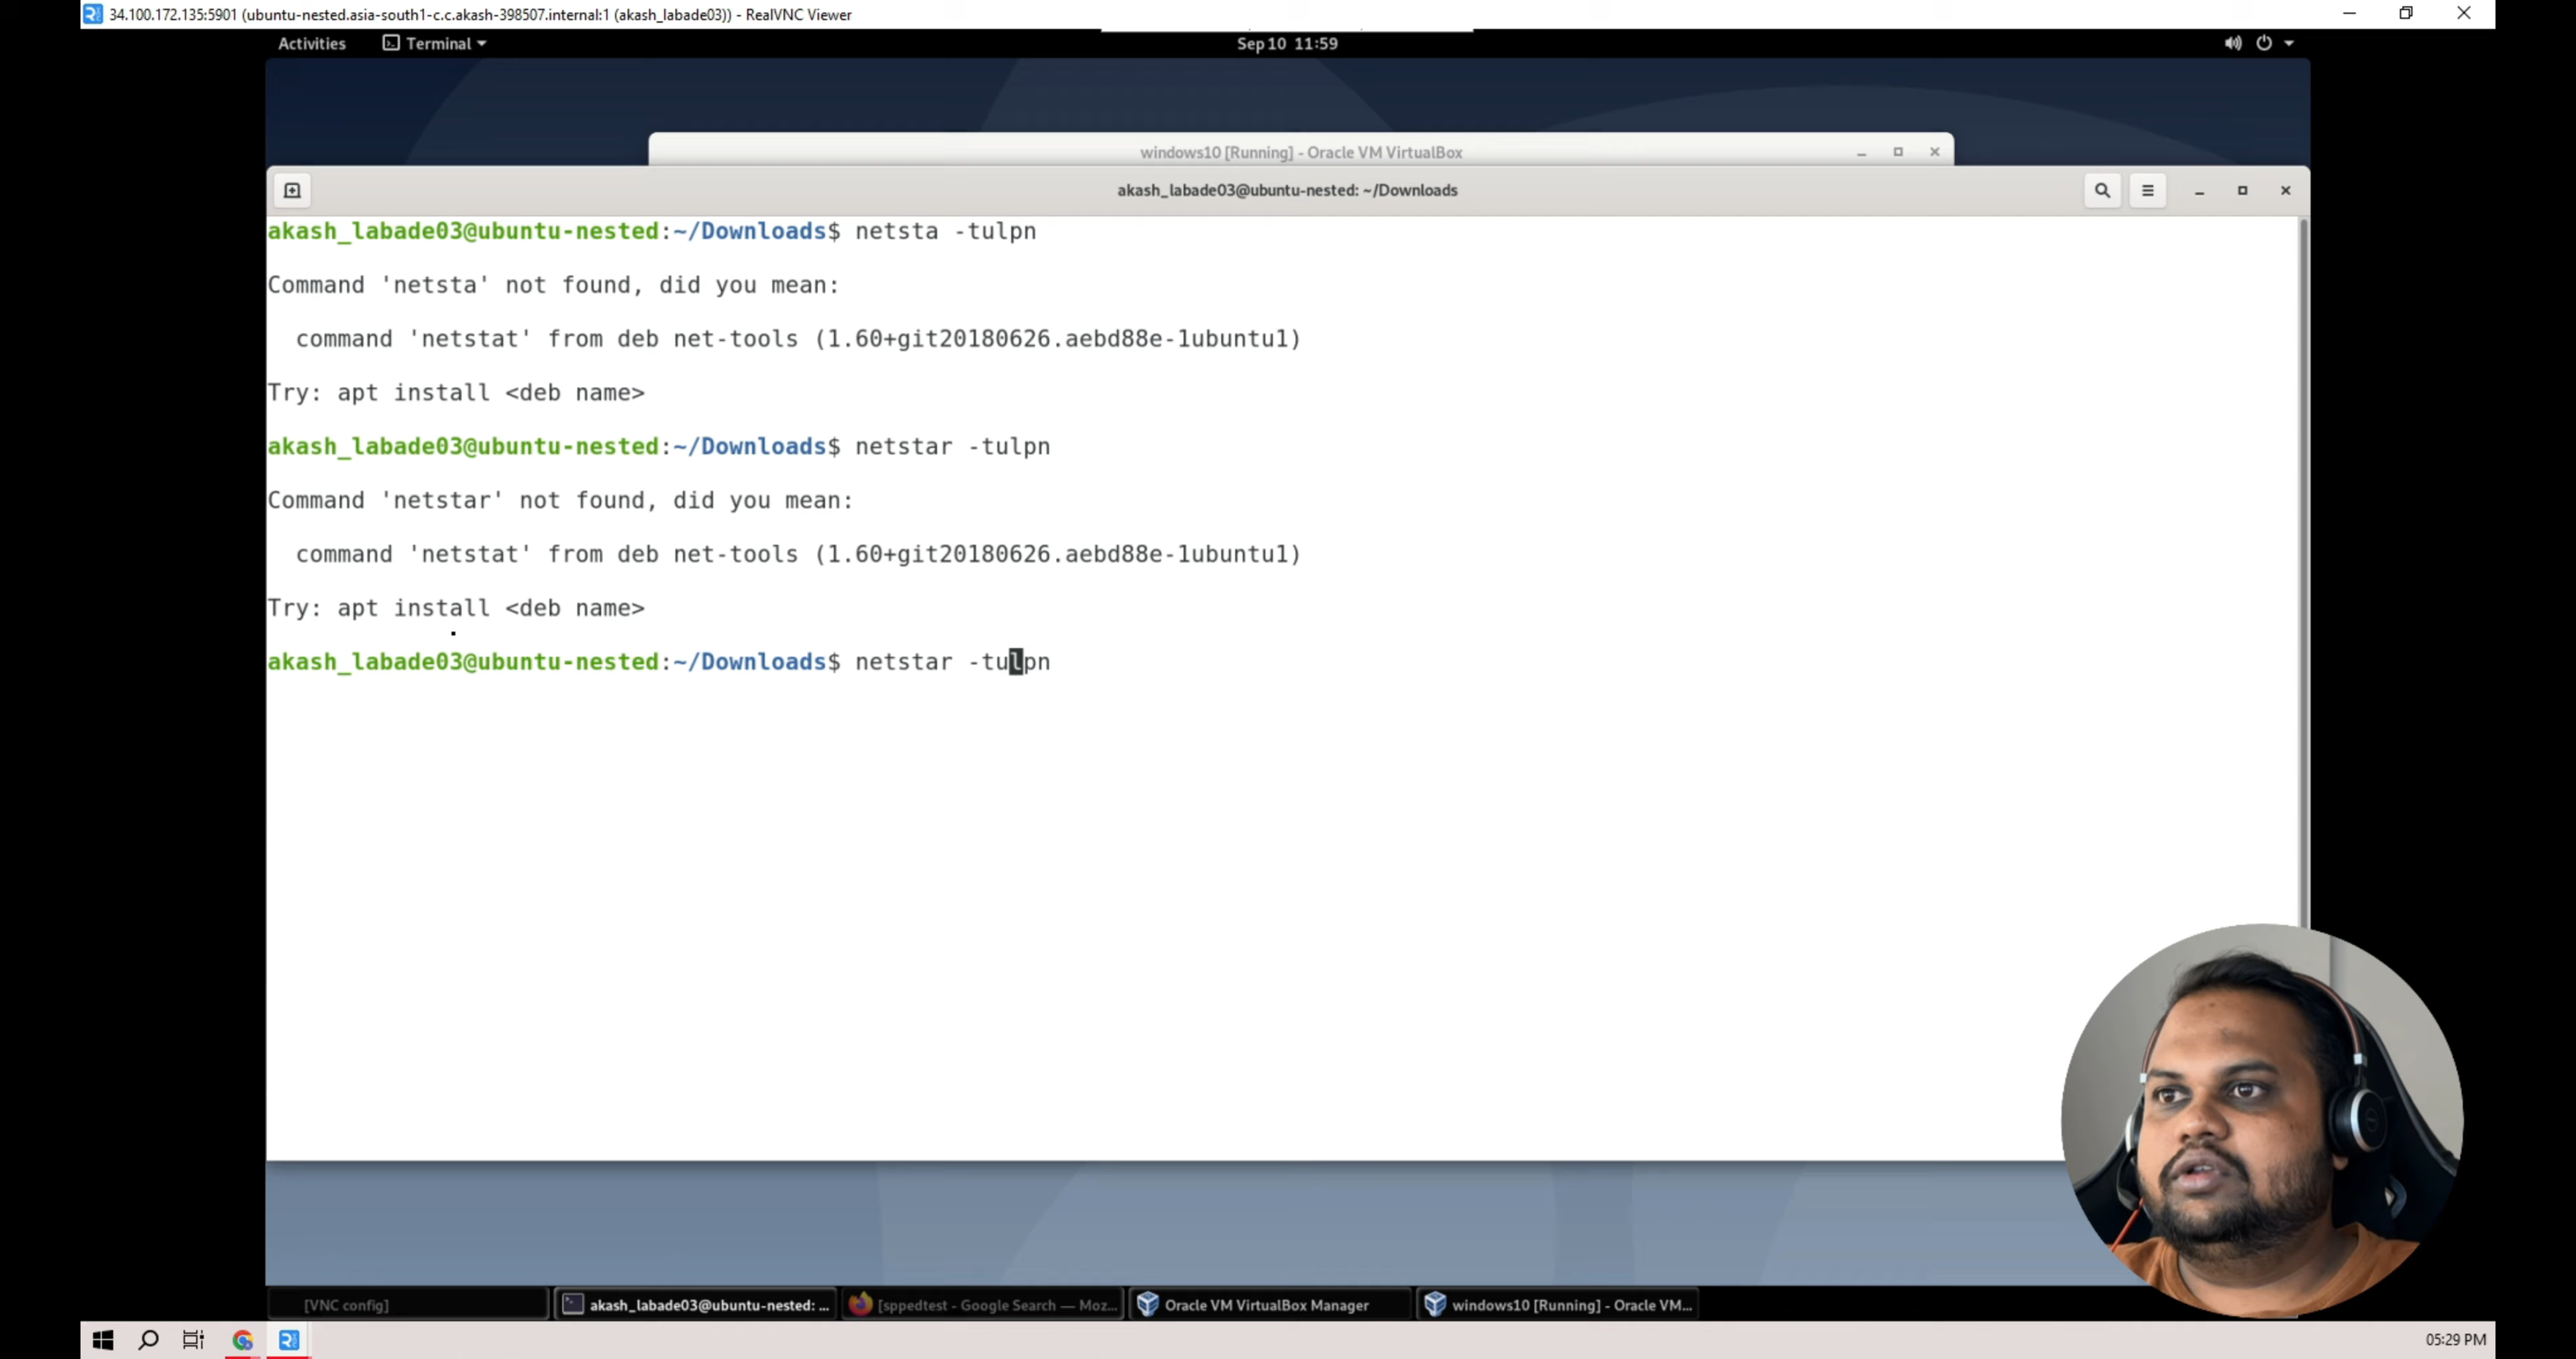 34.100.172.135:5901 (ubuntu-nested.asia-south1-c.c.akash-398507.internal:1 (akash_labade03)) - RealVNC Viewer
Activities Terminal Sep 10 11:59
windows10 [Running] - Oracle VM VirtualBox
akash_labade03@ubuntu-nested: ~/Downloads
akash_labade03@ubuntu-nested:~/Downloads$ netsta -tulpn
Command 'netsta' not found, did you mean:
command 'netstat' from deb net-tools (1.60+git20180626.aebd88e-1ubuntu1)
Try: apt install <deb name>
akash_labade03@ubuntu-nested:~/Downloads$ netstar -tulpn
Command 'netstar' not found, did you mean:
command 'netstat' from deb net-tools (1.60+git20180626.aebd88e-1ubuntu1)
Try: apt install <deb name>
akash_labade03@ubuntu-nested:~/Downloads$ netstar -tulpn
[VNC config] akash_labade03@ubuntu-nested: ... [sppedtest - Google Search — Moz... Oracle VM VirtualBox Manager windows10 [Running] - Oracle VM...
05:29 PM